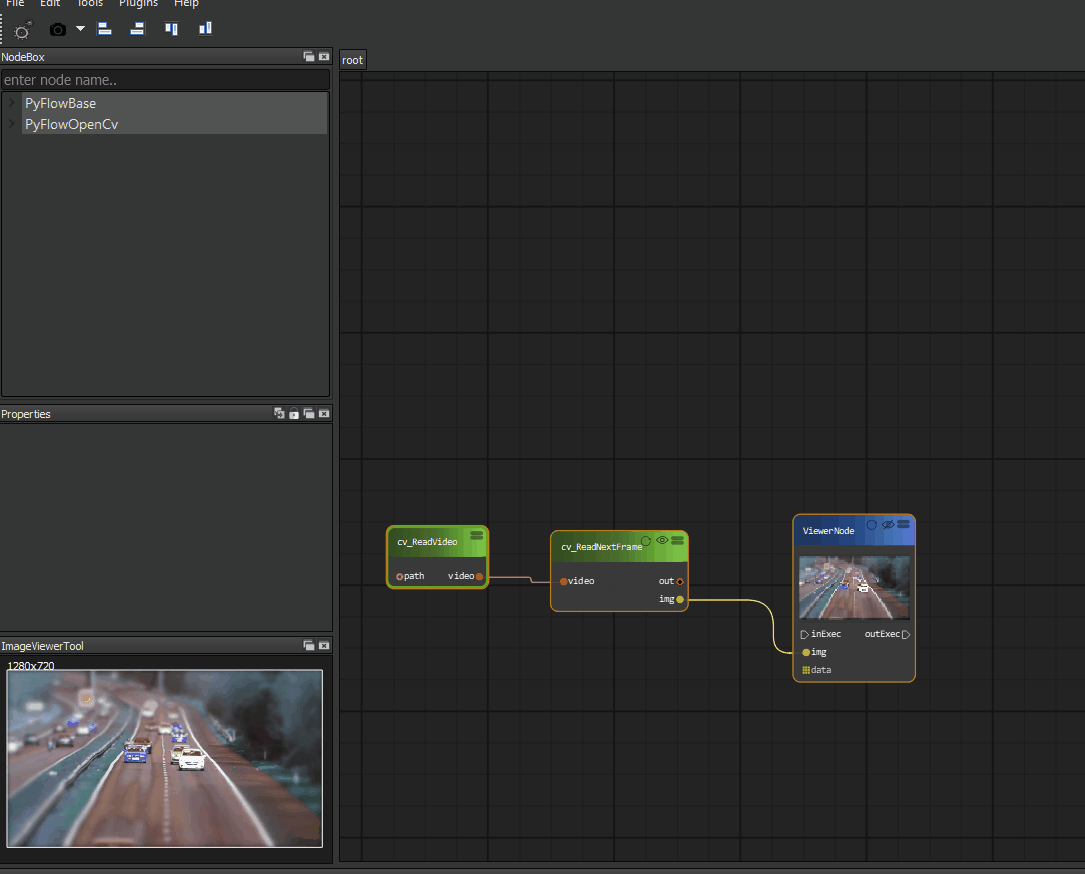 File Edit Tools Plugins Help
NodeBox
root
enter node name..
PyFlowBase
PyFlowOpenCv
Properties
cv_ReadVideo
path video
cv_ReadNextFrame
video out
img
ViewerNode
inExec outExec
img
data
ImageViewerTool
1280x720